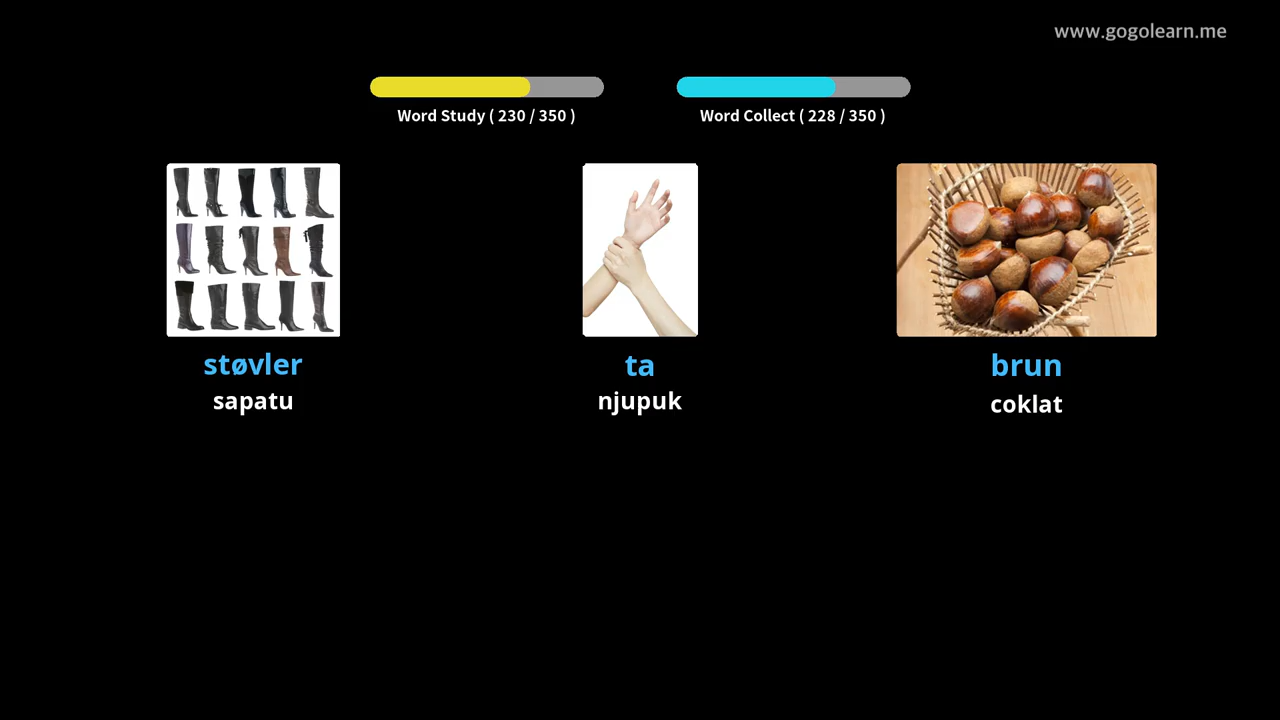 www.gogolearn.me
Word Study ( 230 / 350 )
Word Collect ( 228 / 350 )
støvler
sapatu
ta
njupuk
brun
coklat